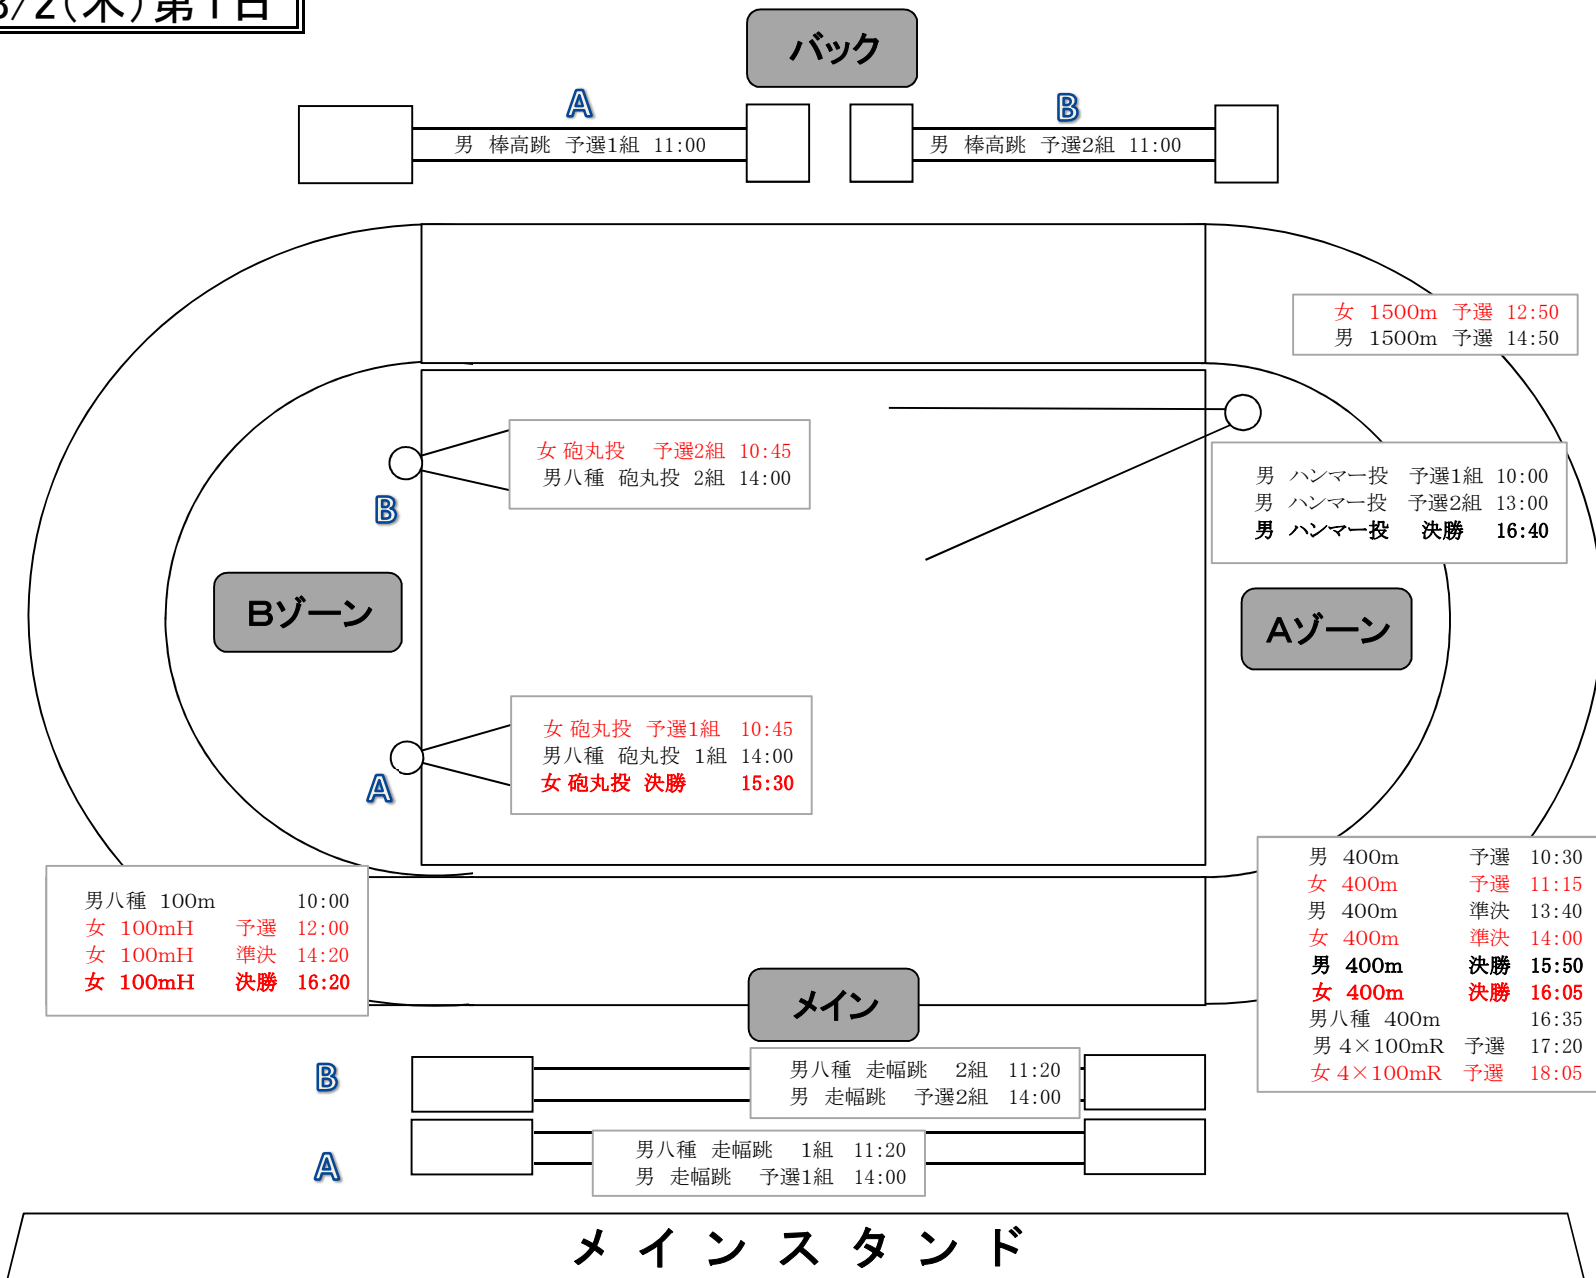 8/2(木)第1日
バック
A
B
男 棒高跳 予選1組 11:00
男 棒高跳 予選2組 11:00
女 1500m 予選 12:50
男 1500m 予選 14:50
女 砲丸投 予選2組 10:45
男八種 砲丸投 2組 14:00
B
男 ハンマー投 予選1組 10:00
男 ハンマー投 予選2組 13:00
男 ハンマー投 決勝 16:40
Bゾーン
Aゾーン
女 砲丸投 予選1組 10:45
男八種 砲丸投 1組 14:00
女 砲丸投 決勝 15:30
A
男八種 100m 10:00
女 100mH 予選 12:00
女 100mH 準決 14:20
女 100mH 決勝 16:20
男 400m 予選 10:30
女 400m 予選 11:15
男 400m 準決 13:40
女 400m 準決 14:00
男 400m 決勝 15:50
女 400m 決勝 16:05
男八種 400m 16:35
男 4×100mR 予選 17:20
女 4×100mR 予選 18:05
メイン
B
男八種 走幅跳 2組 11:20
男 走幅跳 予選2組 14:00
A
男八種 走幅跳 1組 11:20
男 走幅跳 予選1組 14:00
メインスタンド